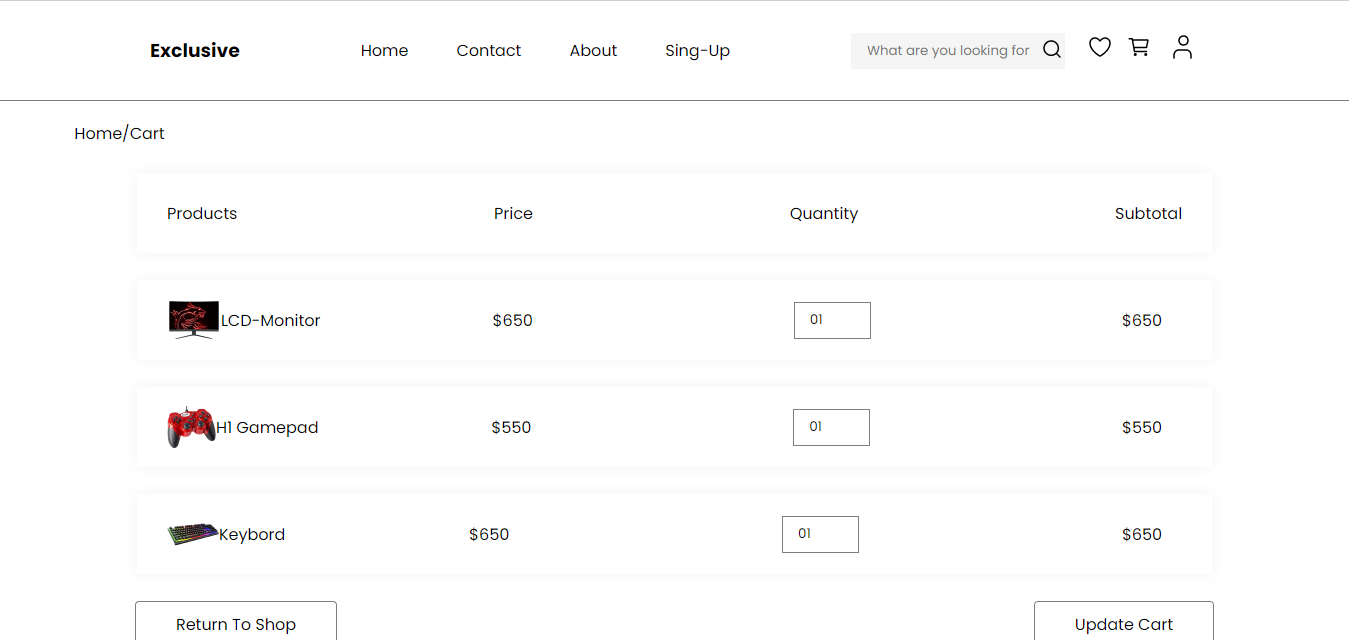 Exclusive Home Contact About Sing-Up What are you looking for
Home/Cart
Products Price Quantity Subtotal
LCD-Monitor $650 01 $650
H1 Gamepad $550 01 $550
Keybord $650 01 $650
Return To Shop Update Cart